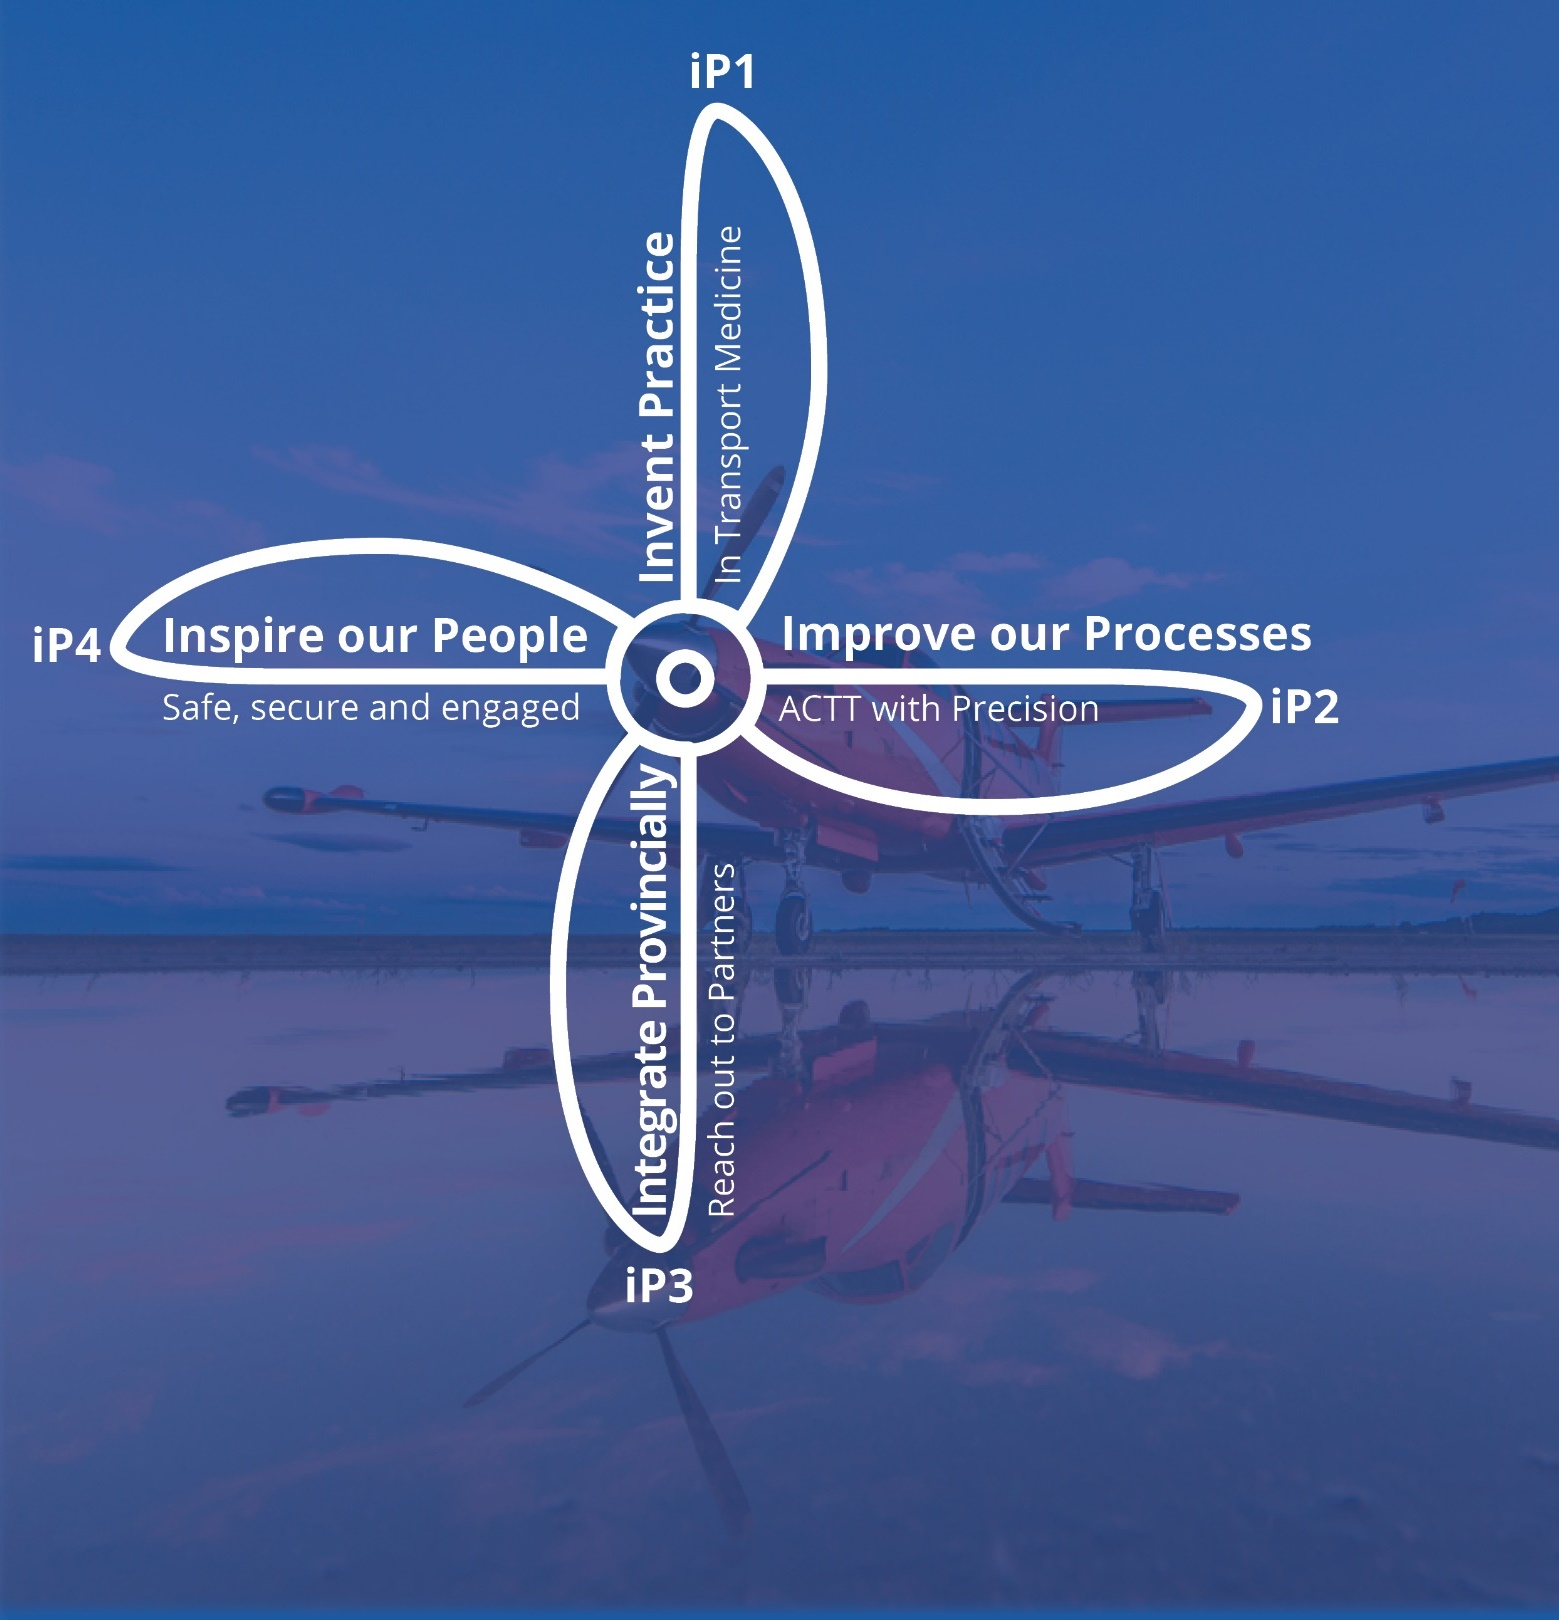 iP1
Invent Practice
In Transport Medicine
iP4
Inspire our People
Safe, secure and engaged
Improve our Processes
ACTT with Precision
iP2
Integrate Provincially
Reach out to Partners
iP3